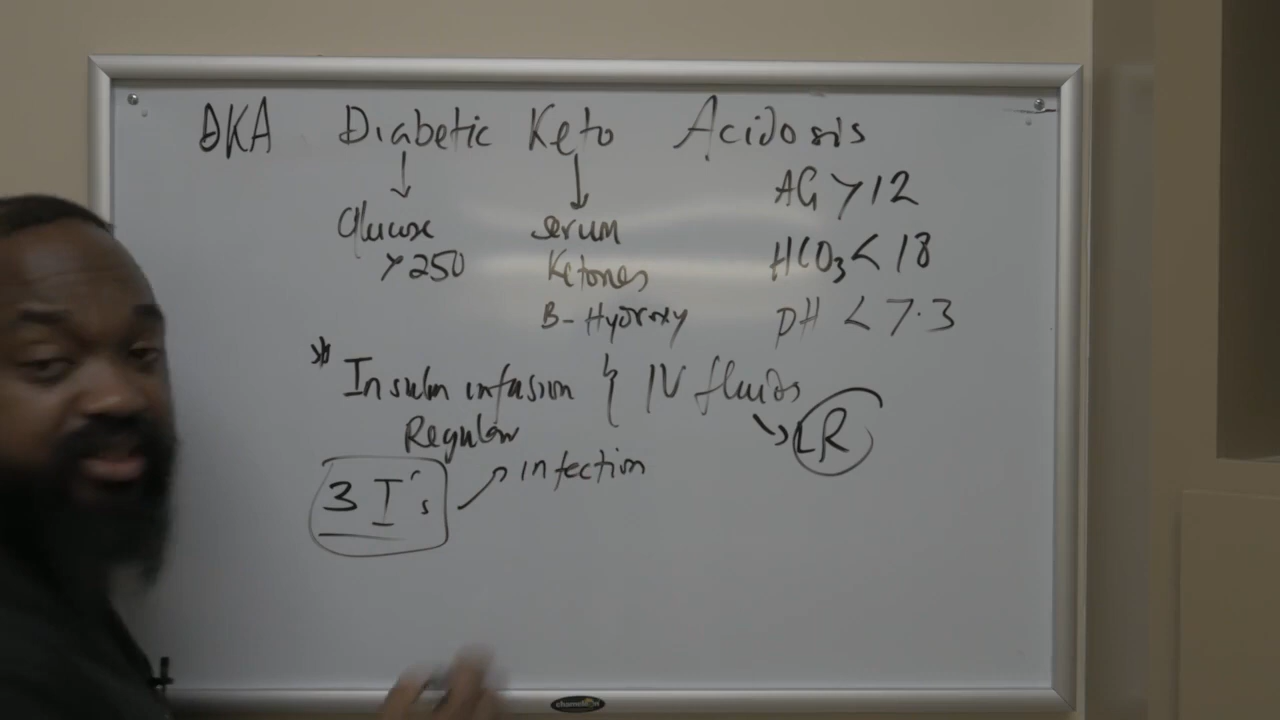 DKA Diabetic Keto Acidosis
Glucose
>250
serum
Ketones
B-Hydroxy
AG >12
HCO3 < 18
pH < 7.3
* Insulin infusion } IV fluids
Regular
LR
3 I's
infection
chameleon